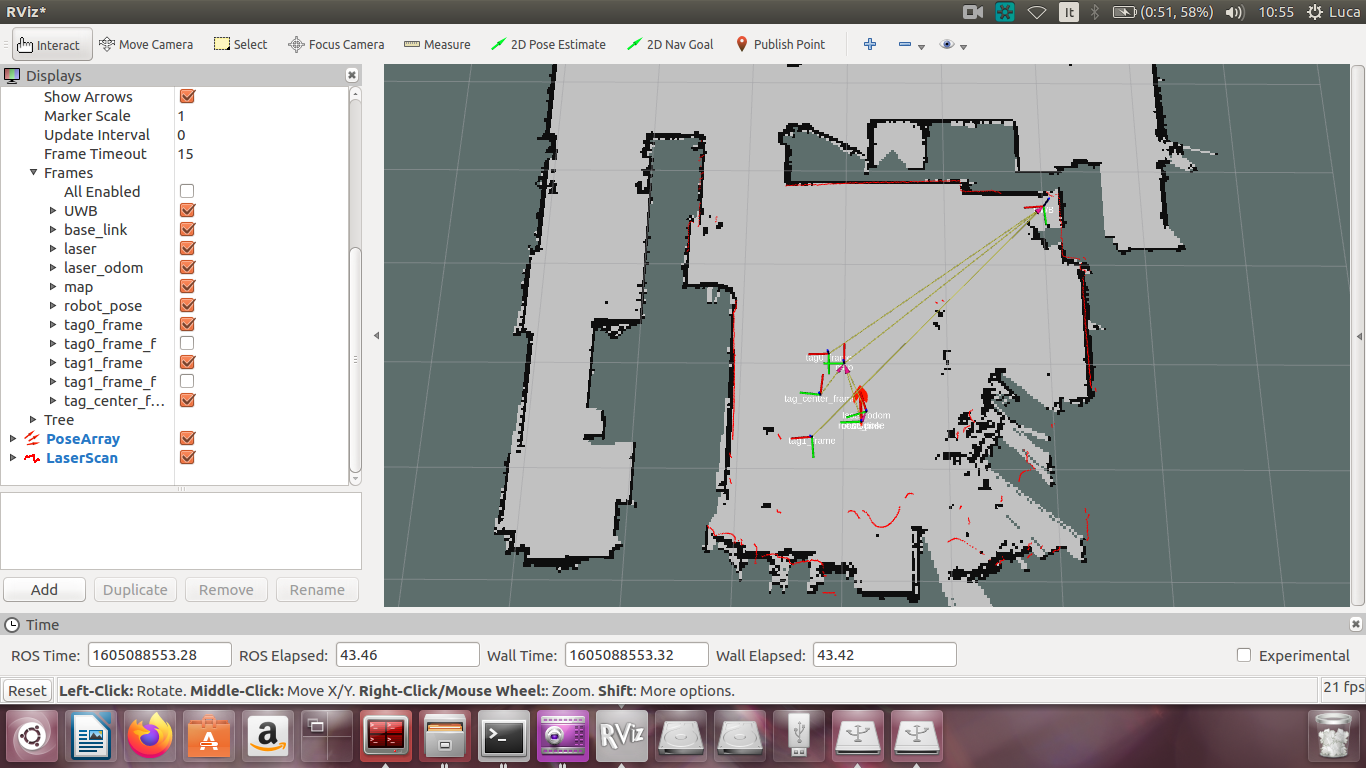 RViz*
It
(0:51, 58%)
10:55
Luca
Interact
Move Camera
Select
Focus Camera
Measure
2D Pose Estimate
2D Nav Goal
Publish Point
Displays
Show Arrows
Marker Scale 1
Update Interval 0
Frame Timeout 15
Frames
All Enabled
UWB
base_link
laser
laser_odom
map
robot_pose
tag0_frame
tag0_frame_f
tag1_frame
tag1_frame_f
tag_center_f...
Tree
PoseArray
LaserScan
tag_center_frame
tag1_frame
Add
Duplicate
Remove
Rename
Time
ROS Time: 1605088553.28
ROS Elapsed: 43.46
Wall Time: 1605088553.32
Wall Elapsed: 43.42
Experimental
Reset
Left-Click: Rotate. Middle-Click: Move X/Y. Right-Click/Mouse Wheel:: Zoom. Shift: More options.
21 fps
RViz